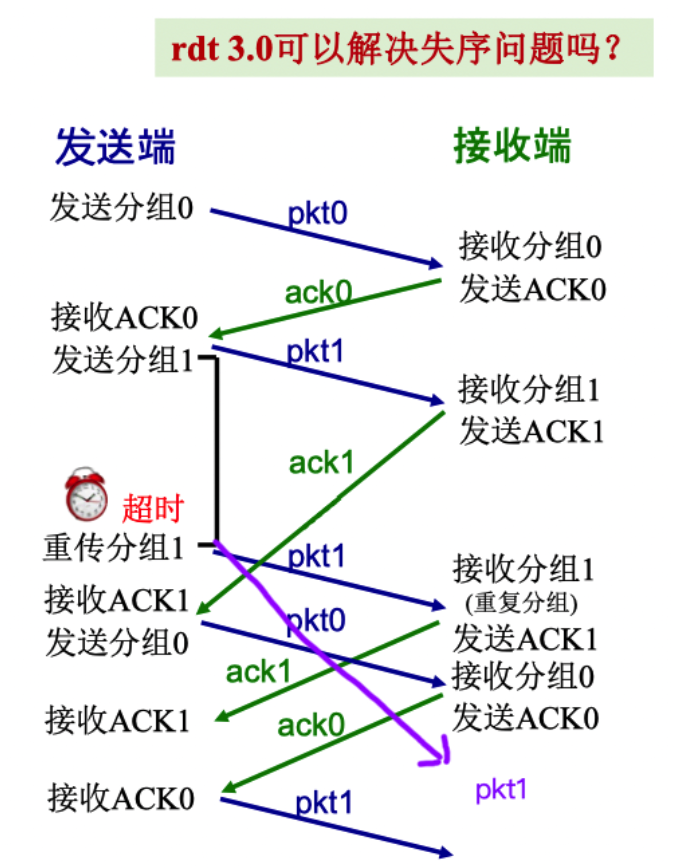 rdt 3.0可以解决失序问题吗？
发送端
接收端
发送分组0
pkt0
接收分组0
发送ACK0
ack0
接收ACK0
发送分组1
pkt1
接收分组1
发送ACK1
ack1
超时
重传分组1
pkt1
接收分组1
(重复分组)
接收ACK1
发送分组0
pkt0
发送ACK1
接收分组0
ack1
接收ACK1
ack0
发送ACK0
接收ACK0
pkt1
pkt1